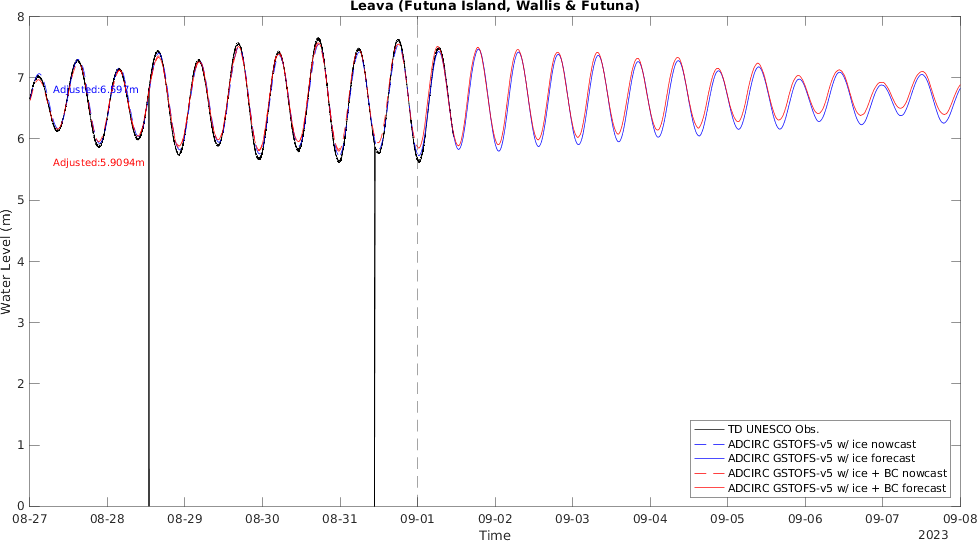 Leava (Futuna Island, Wallis & Futuna)
8
7
6
5
4
3
2
1
0
Water Level (m)
Adjusted:6.597m
Adjusted:5.9094m
TD UNESCO Obs.
ADCIRC GSTOFS-v5 w/ ice nowcast
ADCIRC GSTOFS-v5 w/ ice forecast
ADCIRC GSTOFS-v5 w/ ice + BC nowcast
ADCIRC GSTOFS-v5 w/ ice + BC forecast
08-27 08-28 08-29 08-30 08-31 09-01 09-02 09-03 09-04 09-05 09-06 09-07 09-08
Time
2023